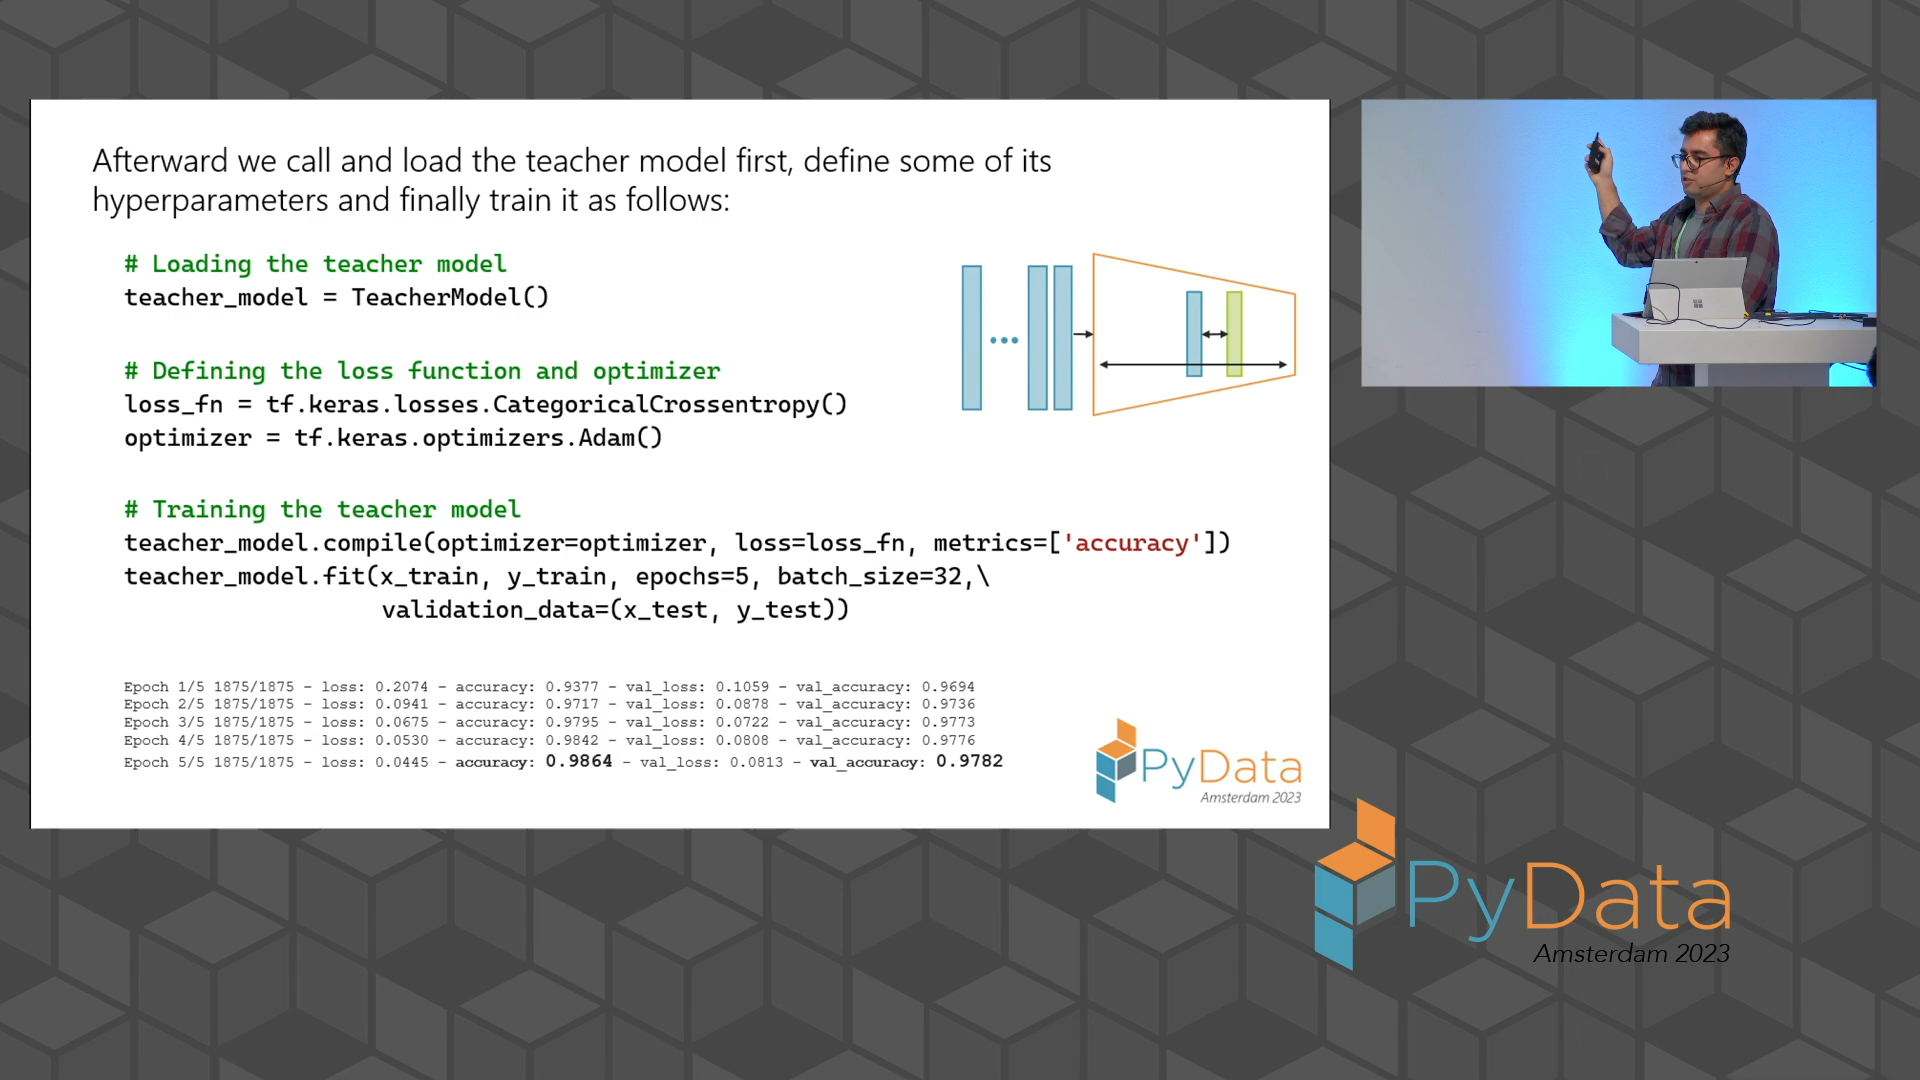 Afterward we call and load the teacher model first, define some of its
hyperparameters and finally train it as follows:
# Loading the teacher model
teacher_model = TeacherModel()
# Defining the loss function and optimizer
loss_fn = tf.keras.losses.CategoricalCrossentropy()
optimizer = tf.keras.optimizers.Adam()
# Training the teacher model
teacher_model.compile(optimizer=optimizer, loss=loss_fn, metrics=['accuracy'])
teacher_model.fit(x_train, y_train, epochs=5, batch_size=32,\
validation_data=(x_test, y_test))
Epoch 1/5 1875/1875 - loss: 0.2074 - accuracy: 0.9377 - val_loss: 0.1059 - val_accuracy: 0.9694
Epoch 2/5 1875/1875 - loss: 0.0941 - accuracy: 0.9717 - val_loss: 0.0878 - val_accuracy: 0.9736
Epoch 3/5 1875/1875 - loss: 0.0675 - accuracy: 0.9795 - val_loss: 0.0722 - val_accuracy: 0.9773
Epoch 4/5 1875/1875 - loss: 0.0530 - accuracy: 0.9842 - val_loss: 0.0808 - val_accuracy: 0.9776
Epoch 5/5 1875/1875 - loss: 0.0445 - accuracy: 0.9864 - val_loss: 0.0813 - val_accuracy: 0.9782
PyData
Amsterdam 2023
PyData
Amsterdam 2023